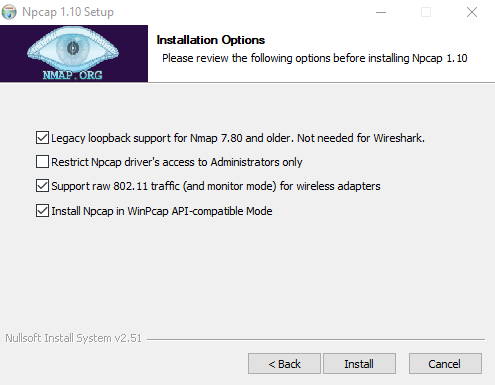 Npcap 1.10 Setup
NMAP.ORG
Installation Options
Please review the following options before installing Npcap 1.10
Legacy loopback support for Nmap 7.80 and older. Not needed for Wireshark.
Restrict Npcap driver's access to Administrators only
Support raw 802.11 traffic (and monitor mode) for wireless adapters
Install Npcap in WinPcap API-compatible Mode
Nullsoft Install System v2.51
< Back
Install
Cancel